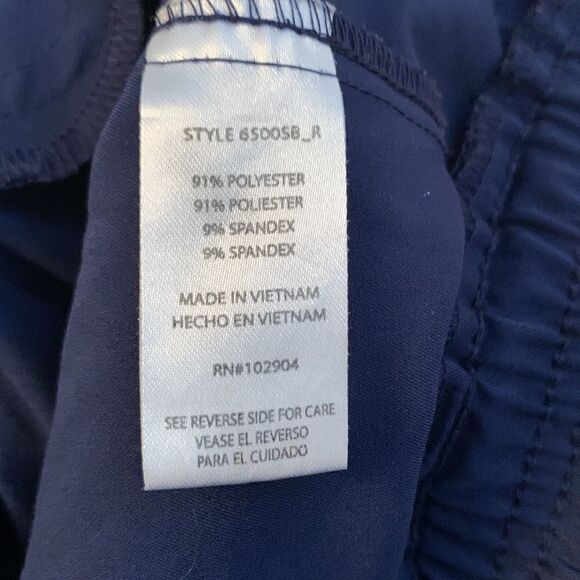 STYLE 6500SB_R
91% POLYESTER
91% POLIESTER
9% SPANDEX
9% SPANDEX
MADE IN VIETNAM
HECHO EN VIETNAM
RN#102904
SEE REVERSE SIDE FOR CARE
VEASE EL REVERSO
PARA EL CUIDADO